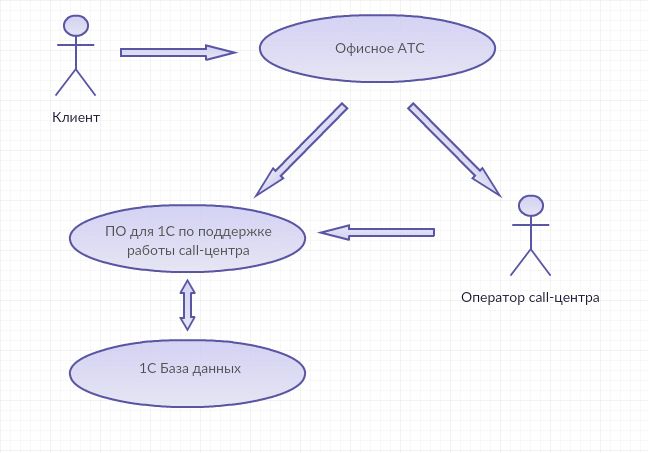 Офисное АТС
Клиент
ПО для 1С по поддержке
работы call-центра
Оператор call-центра
1С База данных